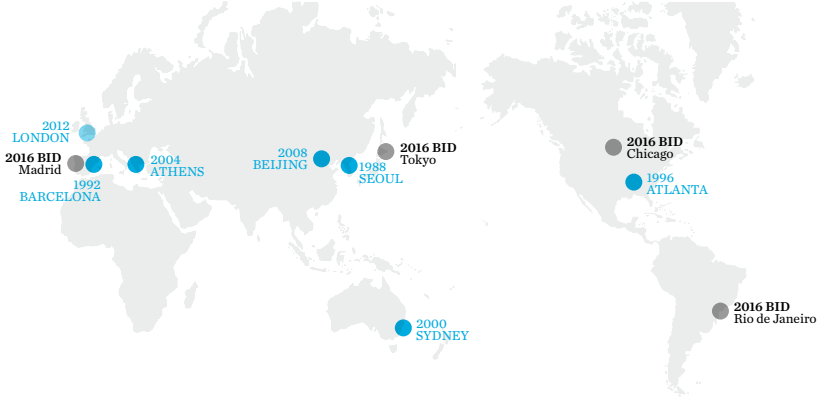 2012
LONDON
2016 BID
Madrid
1992
BARCELONA
2004
ATHENS
2008
BEIJING
1988
SEOUL
2016 BID
Tokyo
2000
SYDNEY
2016 BID
Chicago
1996
ATLANTA
2016 BID
Rio de Janeiro